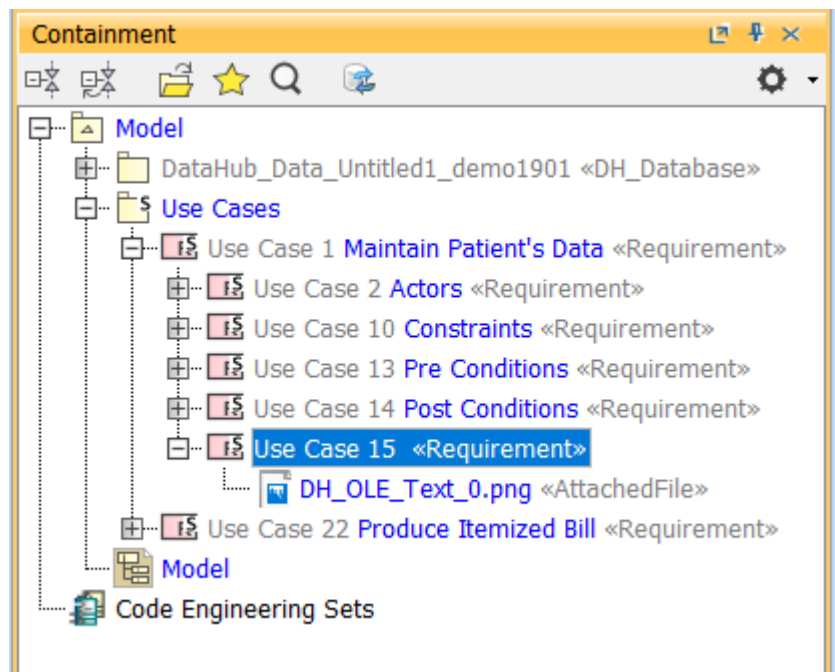 Containment
Model
DataHub_Data_Untitled1_demo1901 «DH_Database»
Use Cases
Use Case 1 Maintain Patient's Data «Requirement»
Use Case 2 Actors «Requirement»
Use Case 10 Constraints «Requirement»
Use Case 13 Pre Conditions «Requirement»
Use Case 14 Post Conditions «Requirement»
Use Case 15 «Requirement»
DH_OLE_Text_0.png «AttachedFile»
Use Case 22 Produce Itemized Bill «Requirement»
Model
Code Engineering Sets